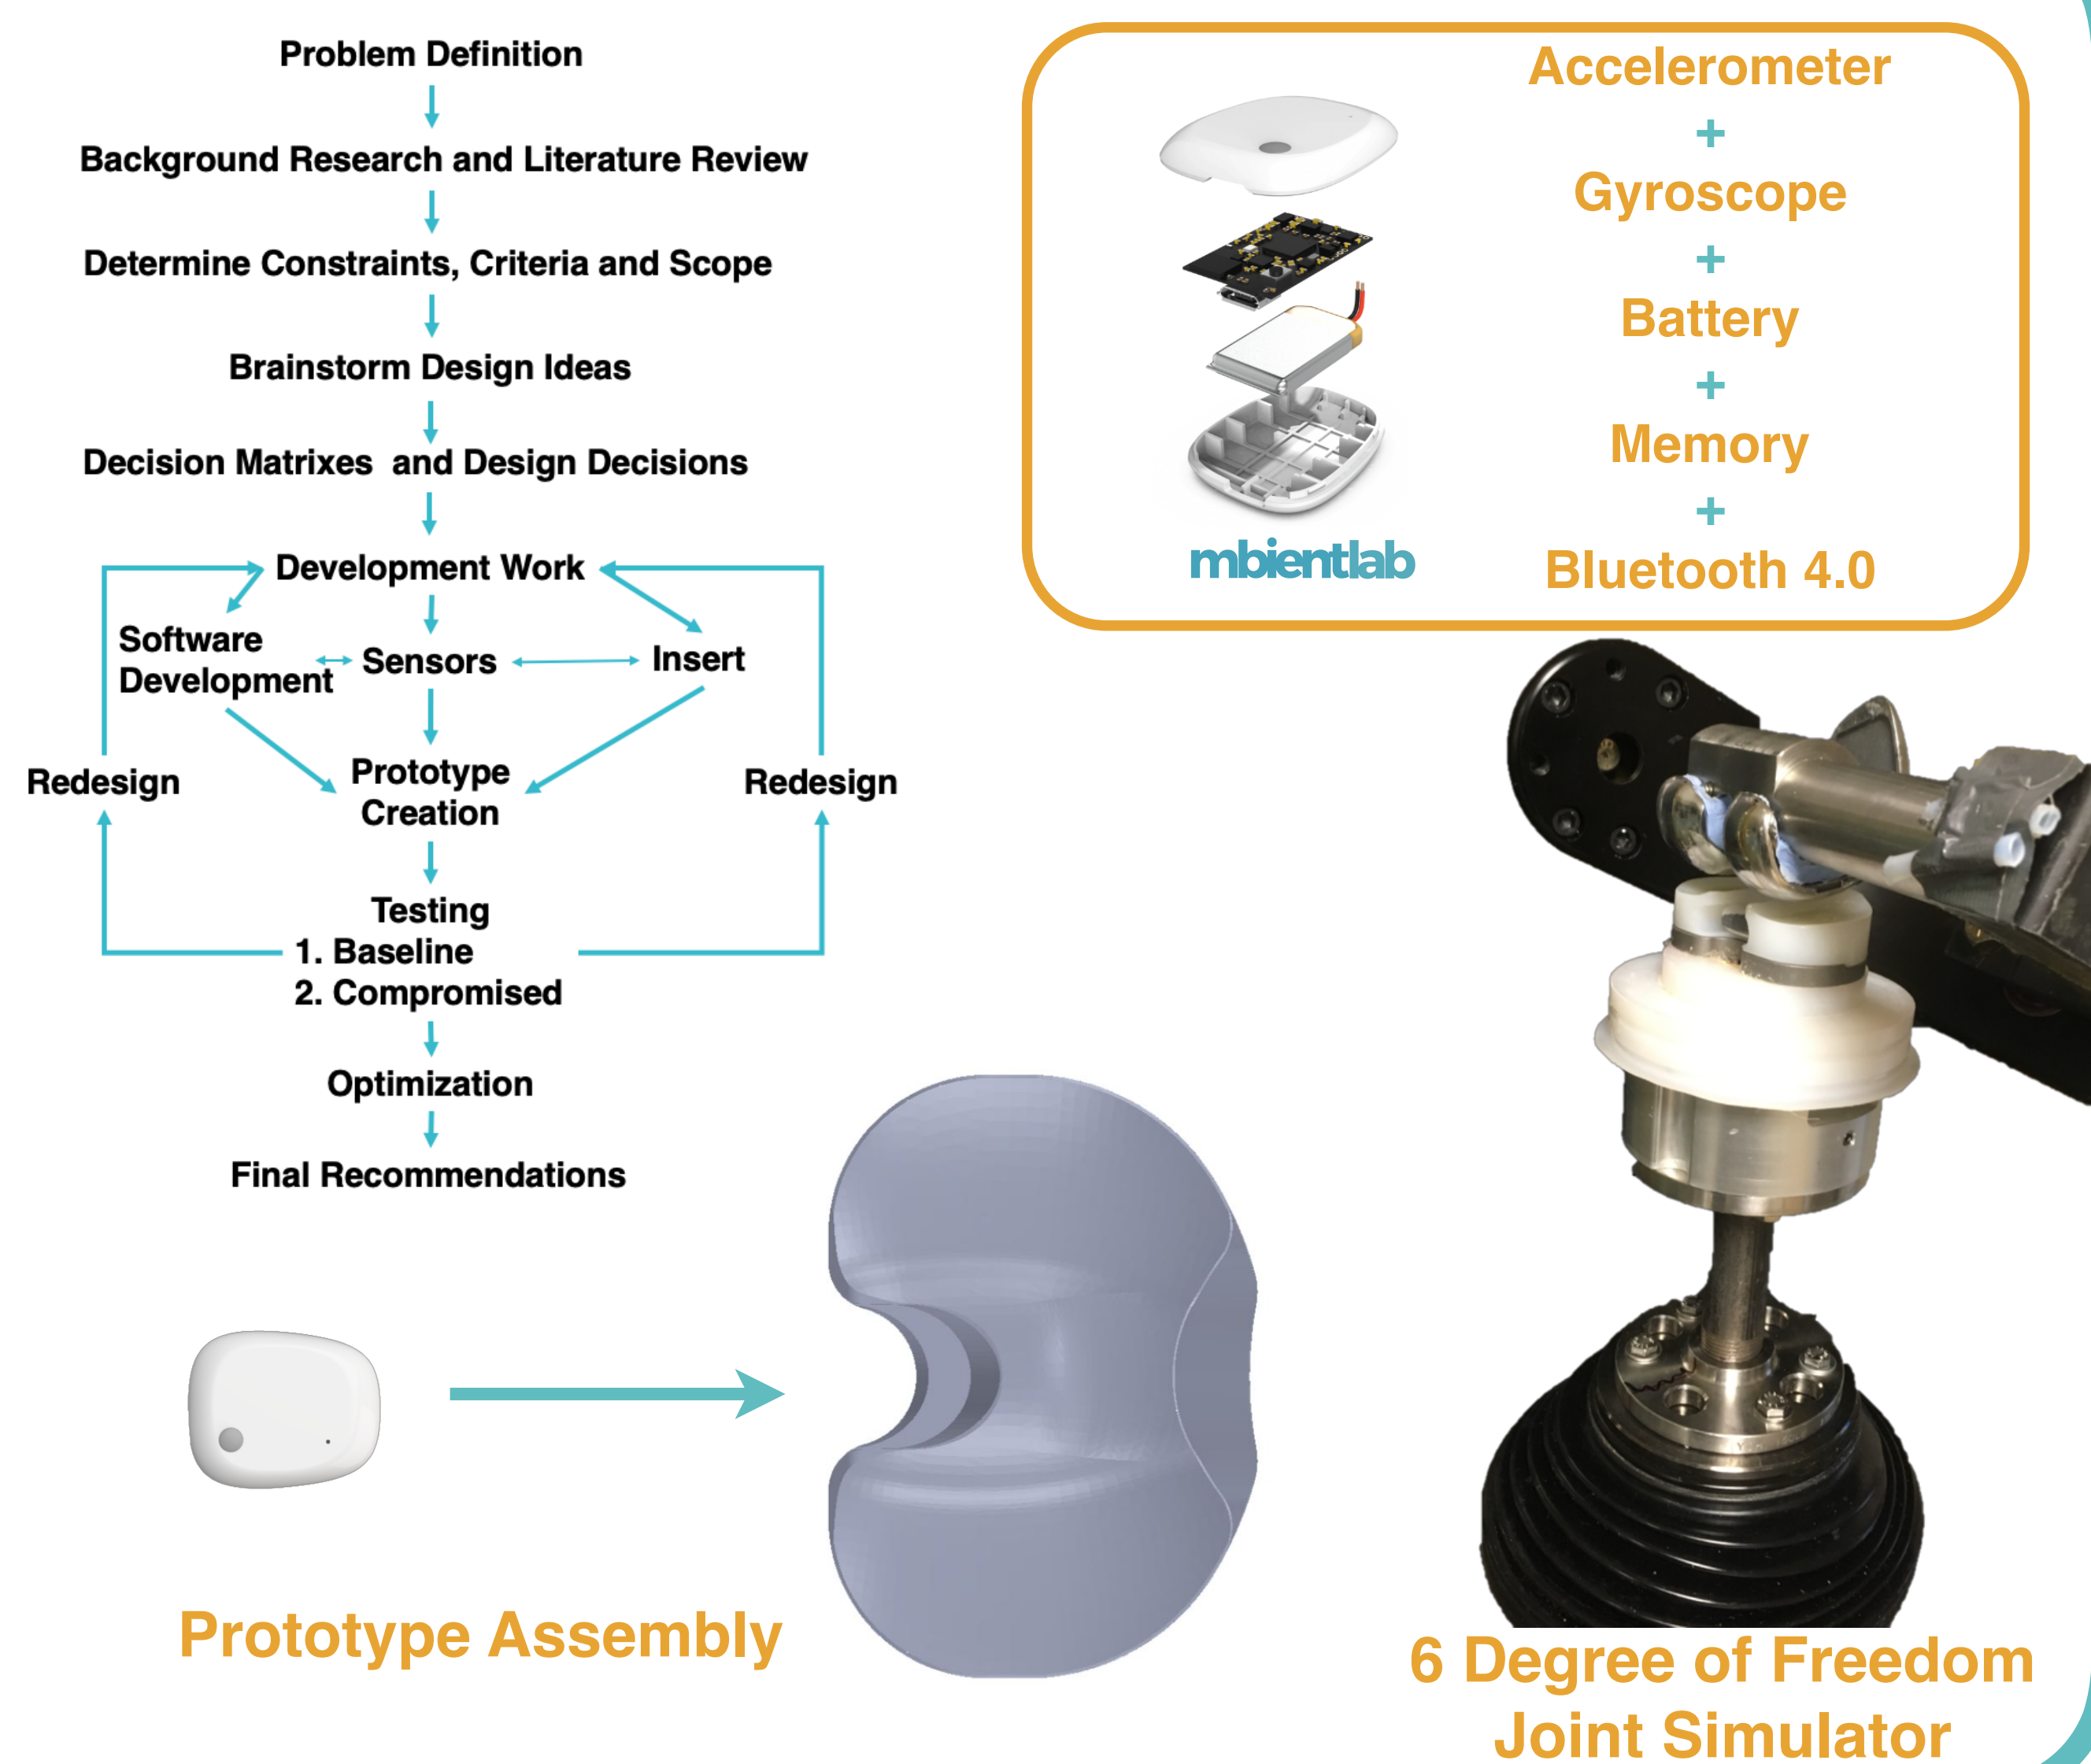 Problem Definition
Background Research and Literature Review
Determine Constraints, Criteria and Scope
Brainstorm Design Ideas
Decision Matrixes and Design Decisions
Development Work
Software
Development
Sensors
Insert
Redesign
Prototype
Creation
Redesign
Testing
1. Baseline
2. Compromised
Optimization
Final Recommendations
Accelerometer
+
Gyroscope
+
Battery
+
Memory
+
Bluetooth 4.0
mbientlab
Prototype Assembly
6 Degree of Freedom
Joint Simulator